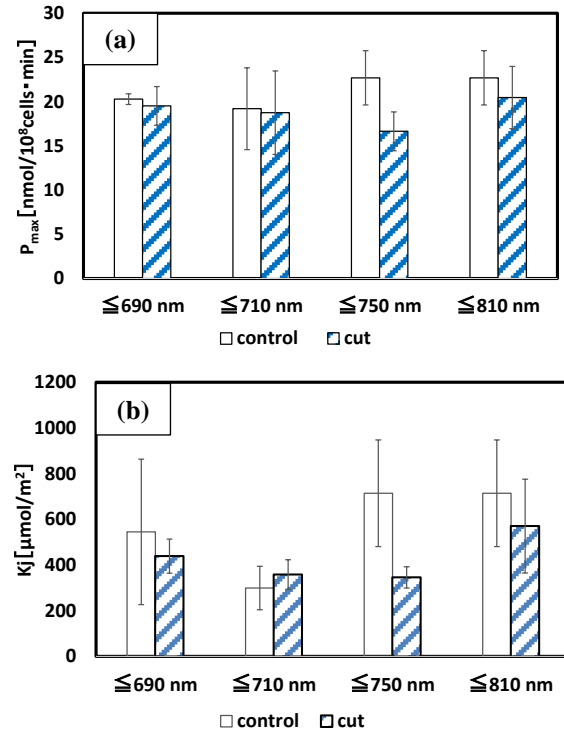 (a)
P_max[nmol/10⁸cells•min]
30
25
20
15
10
5
0
≦690 nm ≦710 nm ≦750 nm ≦810 nm
control cut
(b)
Kj[μmol/m²]
1200
1000
800
600
400
200
0
≦690 nm ≦710 nm ≦750 nm ≦810 nm
control cut